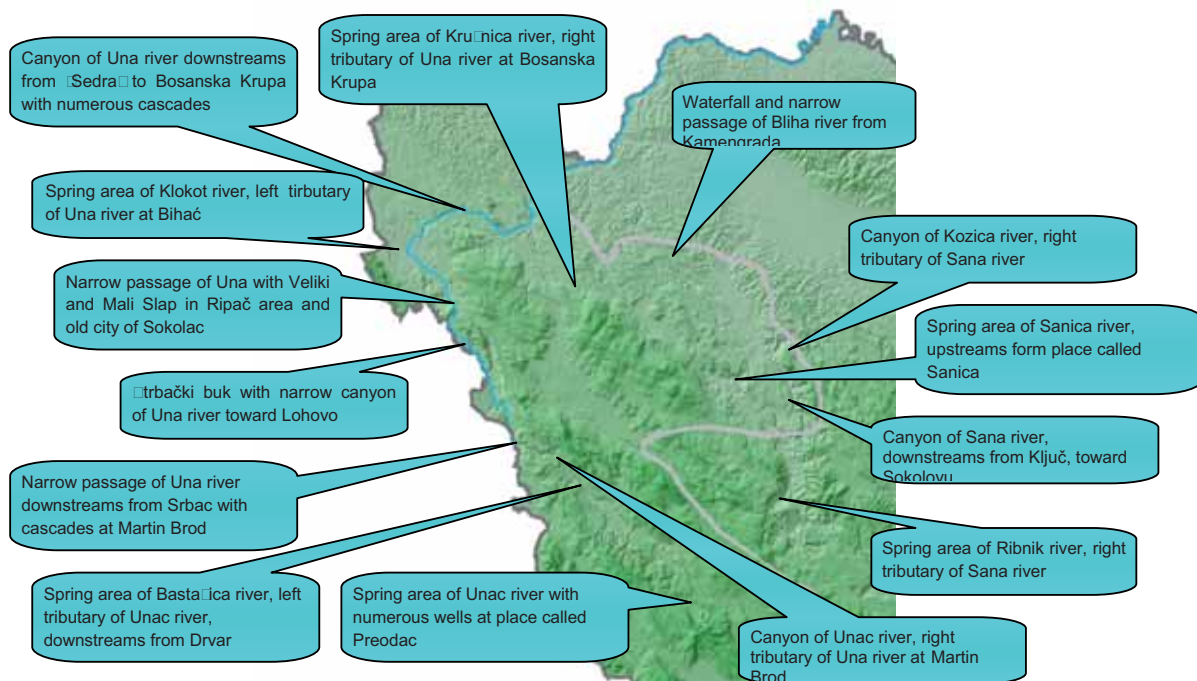 Canyon of Una river downstreams
from □Sedra□ to Bosanska Krupa
with numerous cascades
Spring area of Kru□nica river, right
tributary of Una river at Bosanska
Krupa
Waterfall and narrow
passage of Bliha river from
Kamengrada
Spring area of Klokot river, left tirbutary
of Una river at Bihać
Canyon of Kozica river, right
tributary of Sana river
Narrow passage of Una with Veliki
and Mali Slap in Ripač area and
old city of Sokolac
Spring area of Sanica river,
upstreams form place called
Sanica
□trbački buk with narrow canyon
of Una river toward Lohovo
Canyon of Sana river,
downstreams from Ključ, toward
Sokolovu
Narrow passage of Una river
downstreams from Srbac with
cascades at Martin Brod
Spring area of Ribnik river, right
tributary of Sana river
Spring area of Basta□ica river, left
tributary of Unac river,
downstreams from Drvar
Spring area of Unac river with
numerous wells at place called
Preodac
Canyon of Unac river, right
tributary of Una river at Martin
Brod